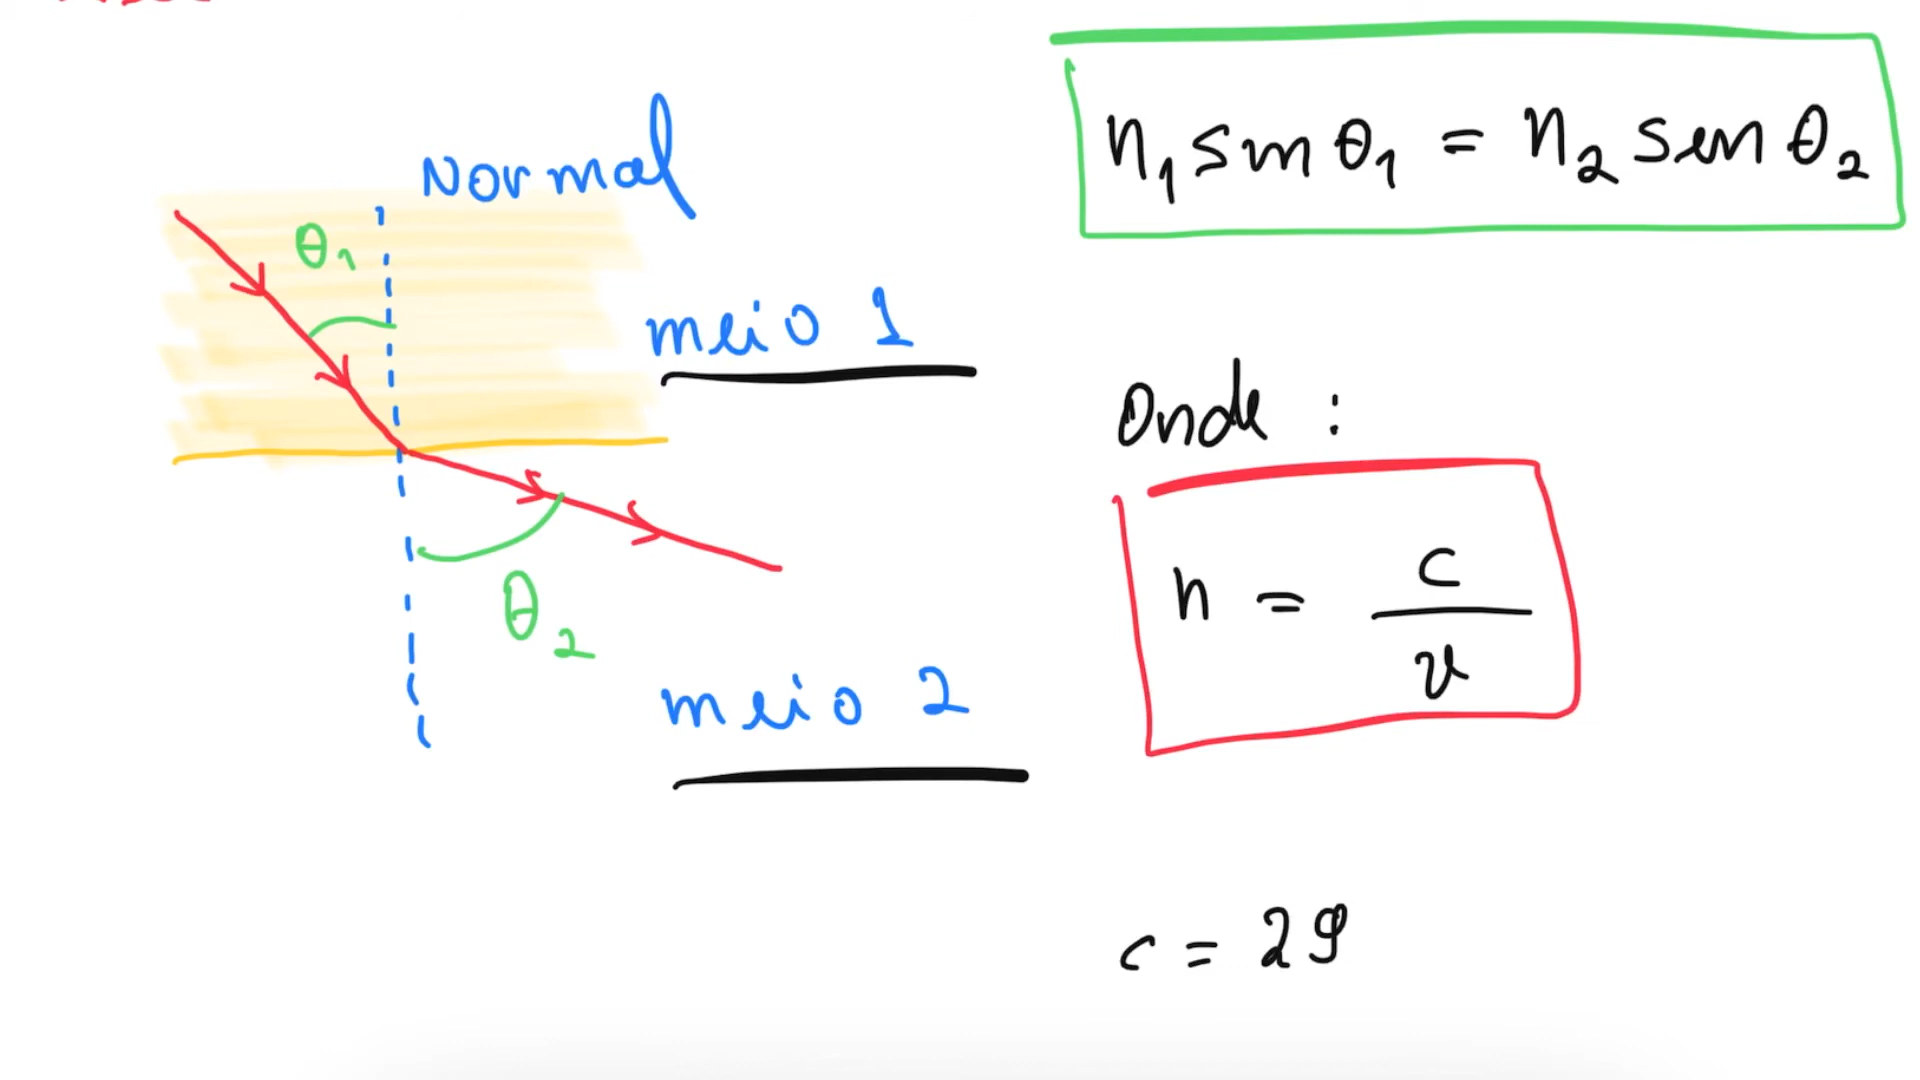 Normal
θ₁
meio 1
θ₂
meio 2
n₁ sen θ₁ = n₂ sen θ₂
Onde :
n = c / v
c = 29